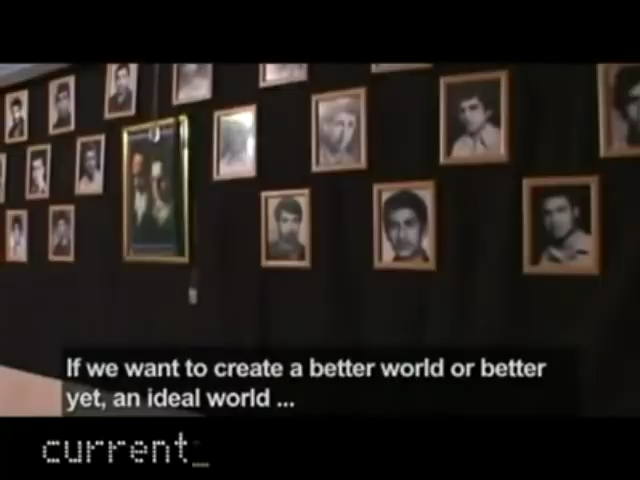 If we want to create a better world or better
yet, an ideal world ...
current_